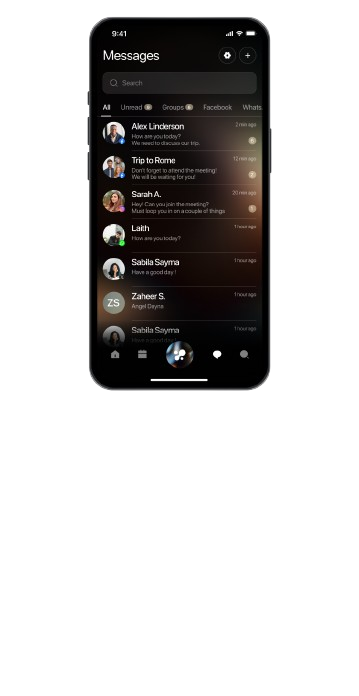 9:41
Messages
Search
All Unread Groups Facebook Whats
Alex Linderson 2 min ago
How are you today?
We need to discuss our trip.
Trip to Rome 12 min ago
Don't forgot to attend the meeting!
We will be waiting for you!
Sarah A. 20 min ago
Hey! Can you join the meeting?
Must loop you in on a couple of things
Laith 1 hour ago
How are you today?
Sabila Sayma 1 hour ago
Have a good day !
ZS
Zaheer S. 1 hour ago
Angel Dayna
Sabila Sayma 1 hour ago
Have a good day !